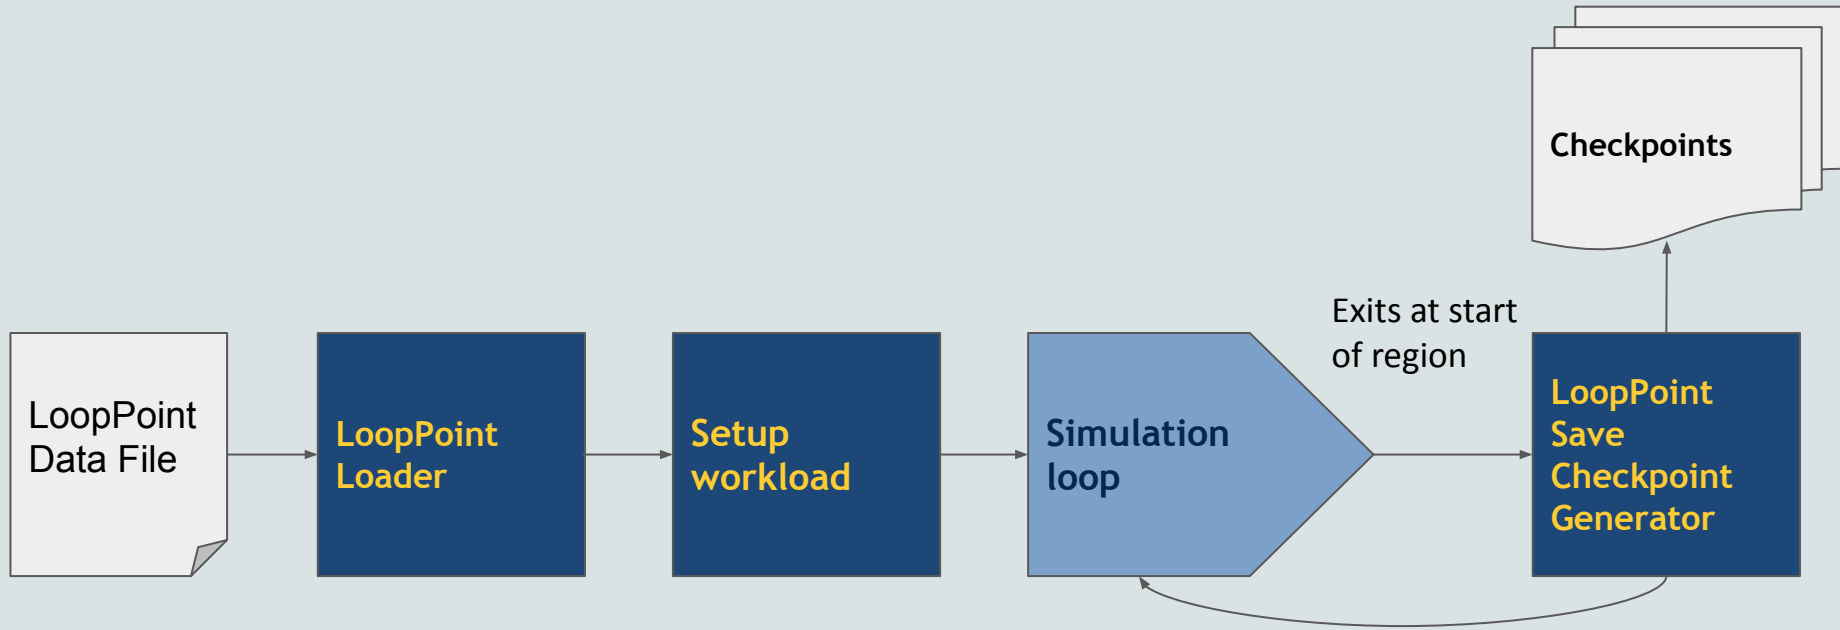 LoopPoint
Data File
LoopPoint
Loader
Setup
workload
Simulation
loop
Exits at start
of region
LoopPoint
Save
Checkpoint
Generator
Checkpoints